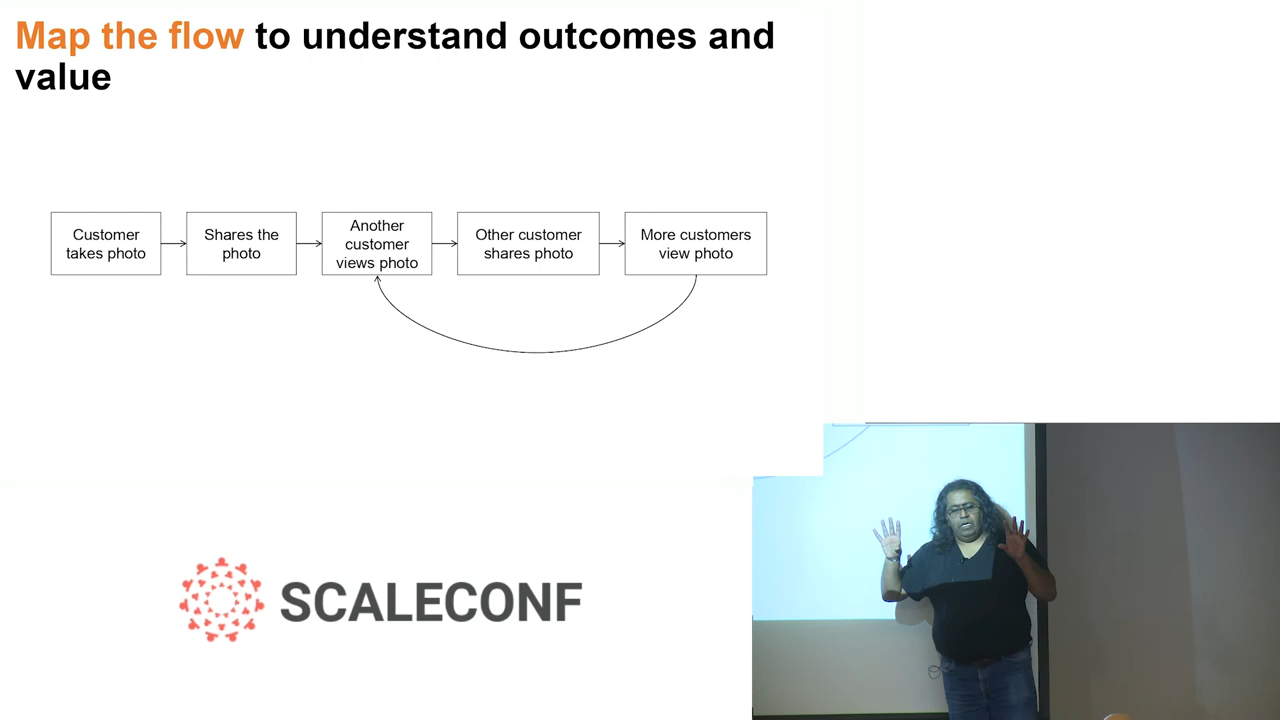 Map the flow to understand outcomes and
value
Customer
takes photo
Shares the
photo
Another
customer
views photo
Other customer
shares photo
More customers
view photo
SCALECONF